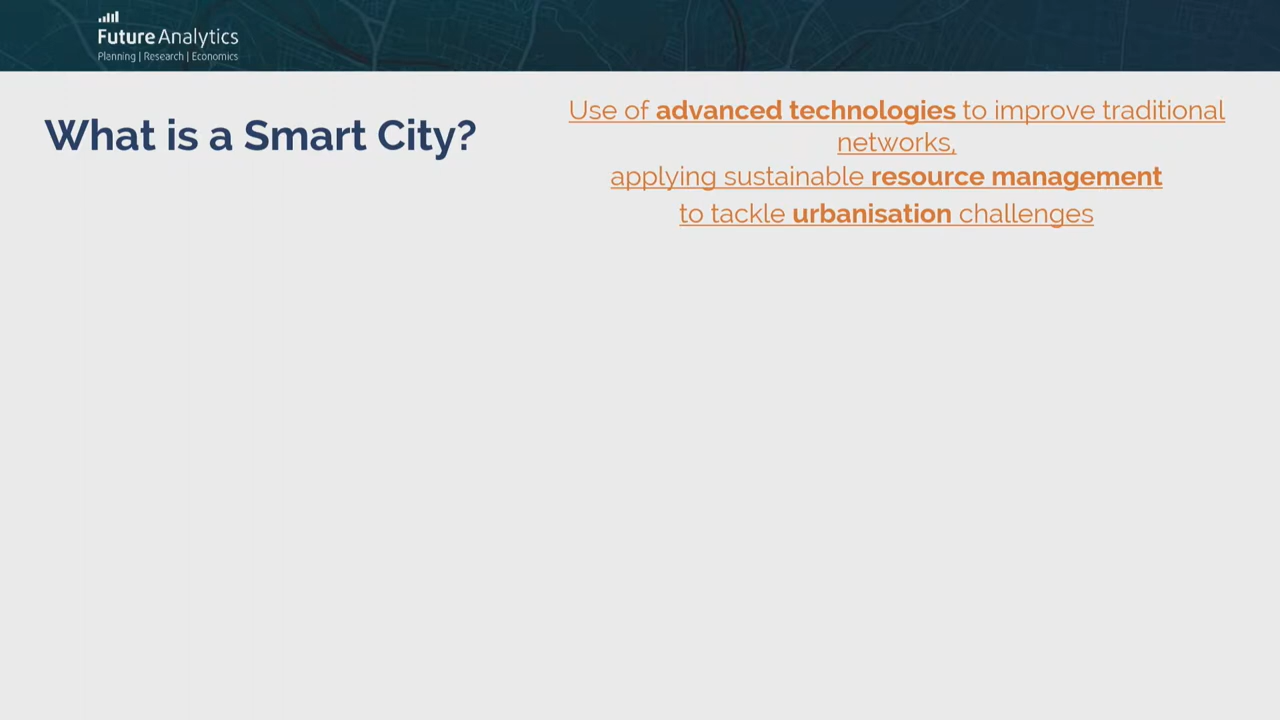 Future Analytics
Planning | Research | Economics
What is a Smart City?
Use of advanced technologies to improve traditional
networks,
applying sustainable resource management
to tackle urbanisation challenges